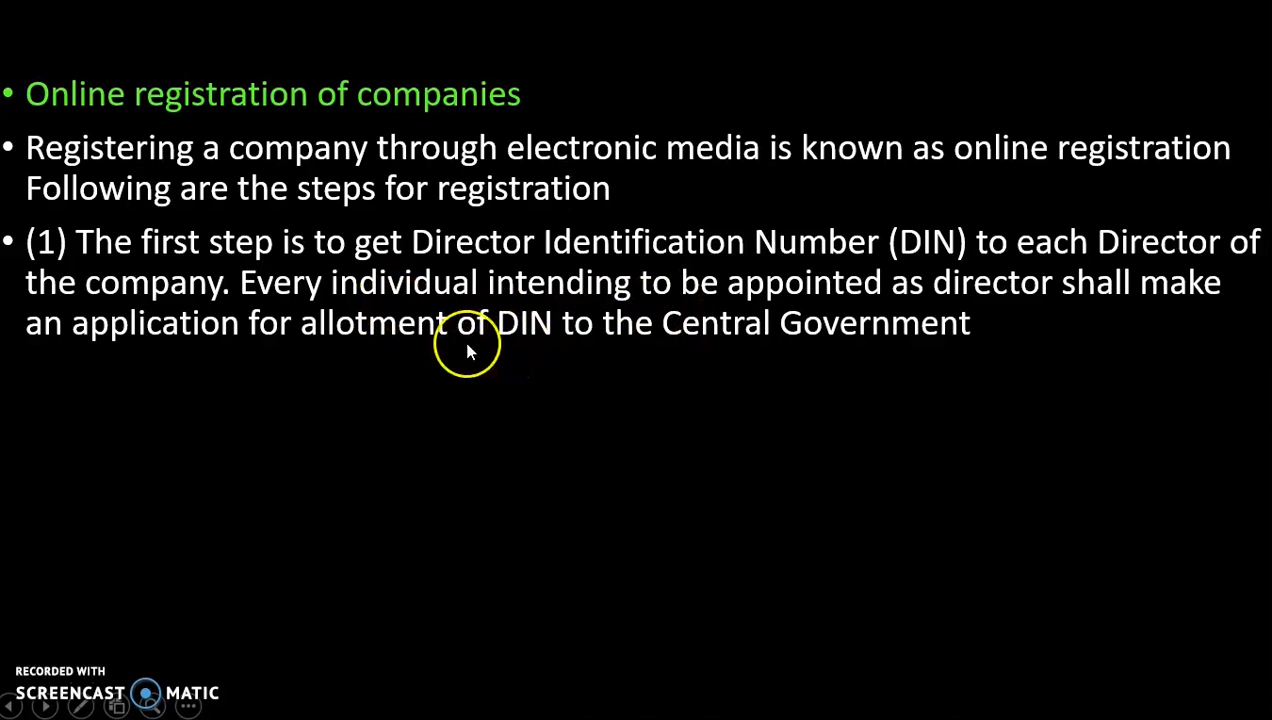 • Online registration of companies
• Registering a company through electronic media is known as online registration
Following are the steps for registration
• (1) The first step is to get Director Identification Number (DIN) to each Director of
the company. Every individual intending to be appointed as director shall make
an application for allotment of DIN to the Central Government
RECORDED WITH
SCREENCAST MATIC